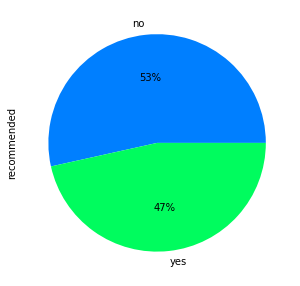 no
53%
recommended
47%
yes